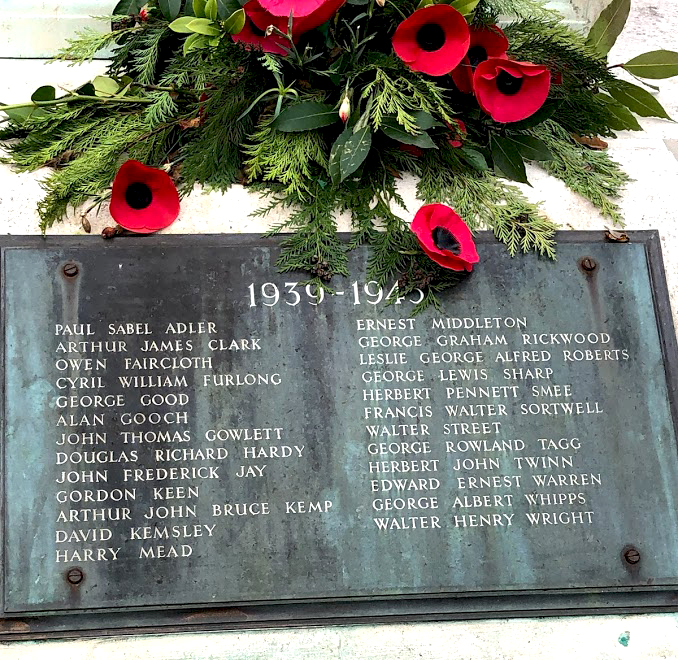 1939-1945
PAUL SABEL ADLER
ARTHUR JAMES CLARK
OWEN FAIRCLOTH
CYRIL WILLIAM FURLONG
GEORGE GOOD
ALAN GOOCH
JOHN THOMAS GOWLETT
DOUGLAS RICHARD HARDY
JOHN FREDERICK JAY
GORDON KEEN
ARTHUR JOHN BRUCE KEMP
DAVID KEMSLEY
HARRY MEAD
ERNEST MIDDLETON
GEORGE GRAHAM RICKWOOD
LESLIE GEORGE ALFRED ROBERTS
GEORGE LEWIS SHARP
HERBERT PENNETT SMEE
FRANCIS WALTER SORTWELL
WALTER STREET
GEORGE ROWLAND TAGG
HERBERT JOHN TWINN
EDWARD ERNEST WARREN
GEORGE ALBERT WHIPPS
WALTER HENRY WRIGHT